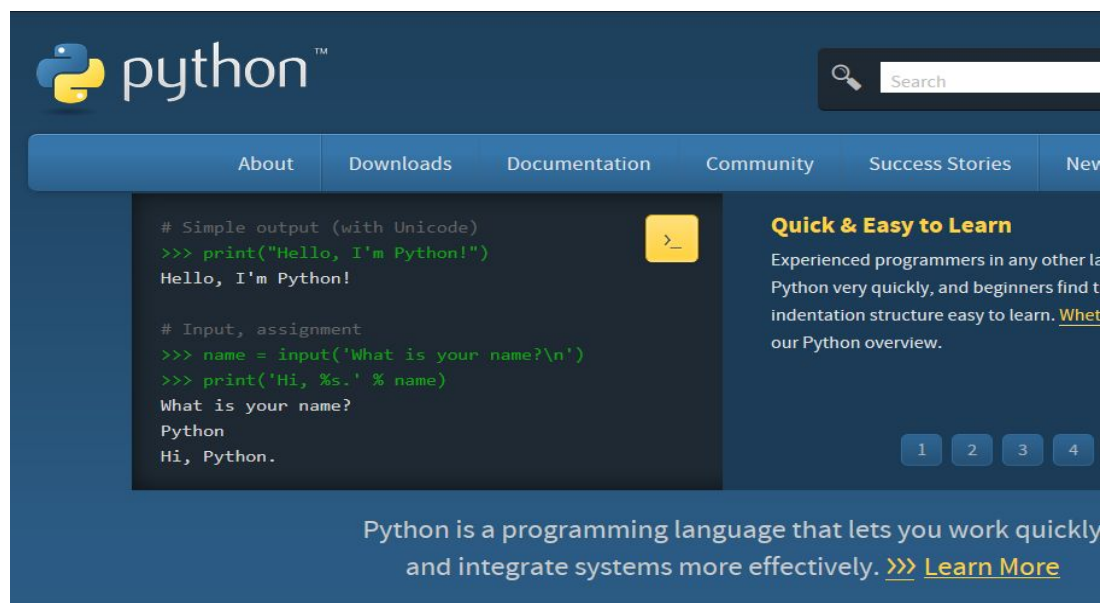 python™
Search
About Downloads Documentation Community Success Stories New
# Simple output (with Unicode)
>>> print("Hello, I'm Python!")
Hello, I'm Python!
# Input, assignment
>>> name = input('What is your name?\n')
>>> print('Hi, %s.' % name)
What is your name?
Python
Hi, Python.
>_
Quick & Easy to Learn
Experienced programmers in any other la
Python very quickly, and beginners find t
indentation structure easy to learn. Whet
our Python overview.
1 2 3 4
Python is a programming language that lets you work quickly
and integrate systems more effectively. >>> Learn More